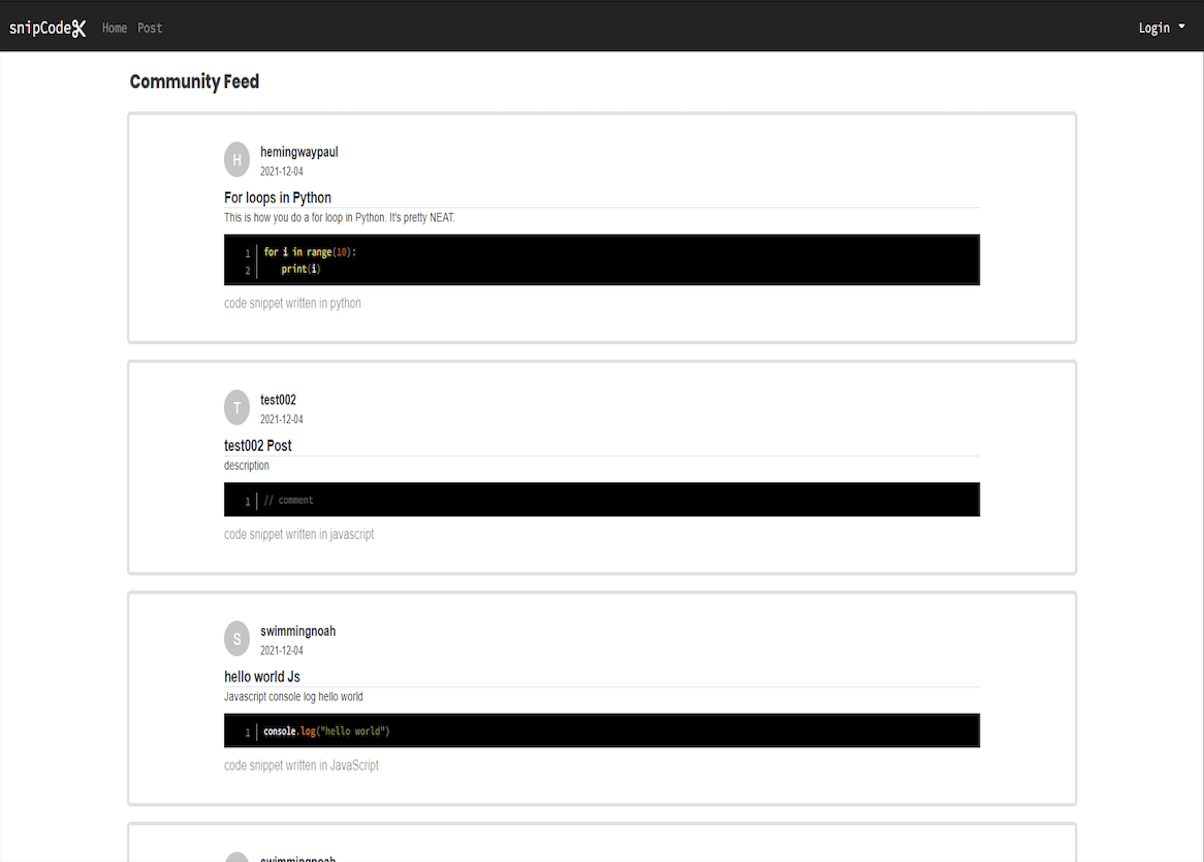 snipCode Home Post Login
Community Feed
H hemingwaypaul
2021-12-04
For loops in Python
This is how you do a for loop in Python. It's pretty NEAT.
1 for i in range(10):
2 print(i)
code snippet written in python
T test002
2021-12-04
test002 Post
description
1 // comment
code snippet written in javascript
S swimmingnoah
2021-12-04
hello world Js
Javascript console log hello world
1 console.log("hello world")
code snippet written in JavaScript
swimmingnoah